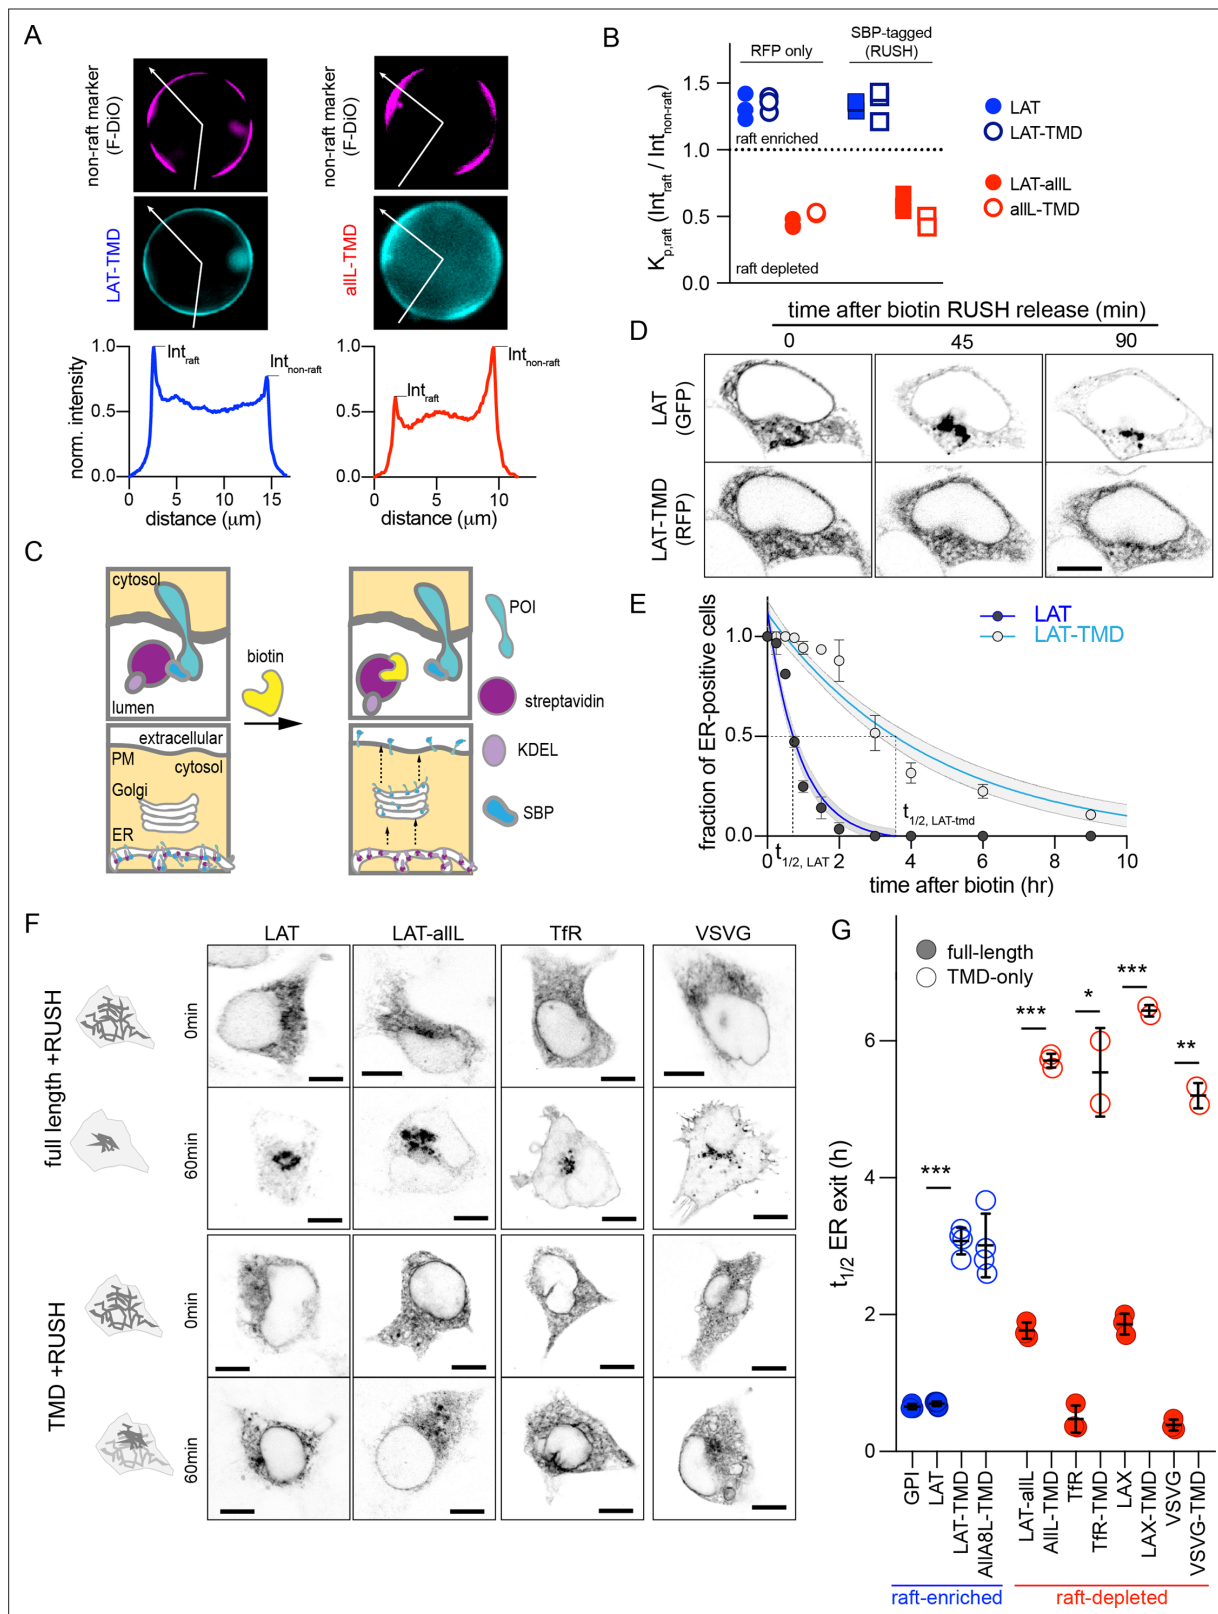 A
non-raft marker
(F-DiO)
non-raft marker
(F-DiO)
LAT-TMD
allL-TMD
norm. intensity
1.0
0.5
0.0
Int raft
Int non-raft
0
5
10
15
distance (μm)
1.0
0.5
0.0
Int raft
Int non-raft
0
5
10
distance (μm)
B
RFP only
SBP-tagged
(RUSH)
K p,raft (Int raft / Int non-raft)
1.5
1.0
0.5
0.0
raft enriched
raft depleted
LAT
LAT-TMD
LAT-allL
allL-TMD
C
cytosol
lumen
extracellular
PM
cytosol
Golgi
ER
biotin
POI
streptavidin
KDEL
SBP
D
time after biotin RUSH release (min)
0
45
90
LAT
(GFP)
LAT-TMD
(RFP)
E
fraction of ER-positive cells
1.0
0.5
0.0
LAT
LAT-TMD
t 1/2, LAT-tmd
t 1/2, LAT
0
2
4
6
8
10
time after biotin (hr)
F
LAT
LAT-allL
TfR
VSVG
full length +RUSH
0min
60min
TMD +RUSH
0min
60min
G
full-length
TMD-only
t 1/2 ER exit (h)
6
4
2
0
***
***
*
***
**
GPI
LAT
LAT-TMD
AllA8L-TMD
LAT-allL
AllL-TMD
TfR
TfR-TMD
LAX
LAX-TMD
VSVG
VSVG-TMD
raft-enriched
raft-depleted